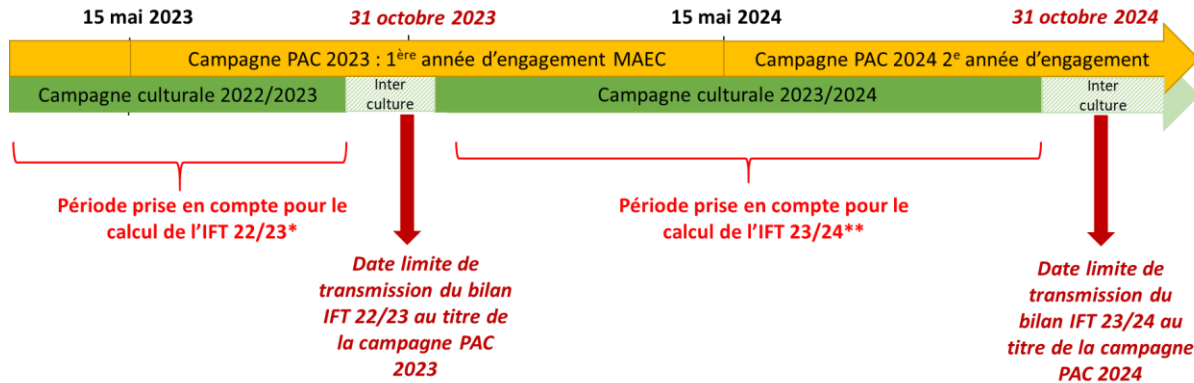 15 mai 2023
31 octobre 2023
15 mai 2024
31 octobre 2024
Campagne PAC 2023 : 1ère année d'engagement MAEC
Campagne PAC 2024 2e année d'engagement
Campagne culturale 2022/2023
Inter
culture
Campagne culturale 2023/2024
Inter
culture
Période prise en compte pour le
calcul de l'IFT 22/23*
Période prise en compte pour le
calcul de l'IFT 23/24**
Date limite de
transmission du bilan
IFT 22/23 au titre de
la campagne PAC
2023
Date limite de
transmission du
bilan IFT 23/24 au
titre de la campagne
PAC 2024